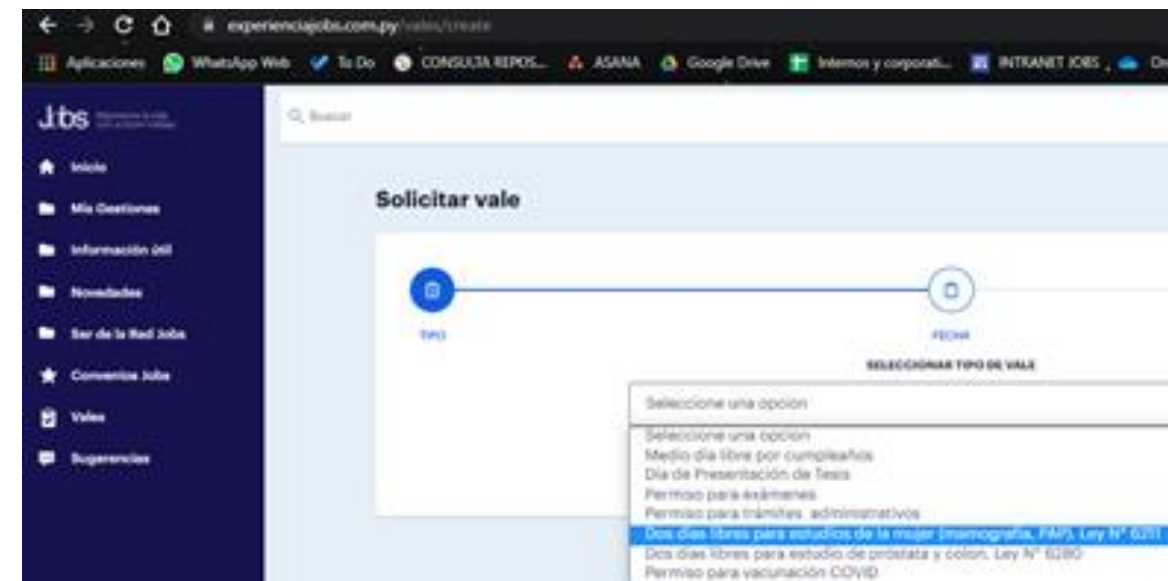 experienciajobs.com.py/vales/create
Aplicaciones WhatsApp Web To Do CONSULTA REPOS... ASANA Google Drive Internos y corporati... INTRANET JOBS
Jobs
Buscar
Inicio
Mis Gestiones
Información útil
Novedades
Ser de la Red Jobs
Convenios Jobs
Vales
Sugerencias
Solicitar vale
TIPO
FECHA
SELECCIONAR TIPO DE VALE
Seleccione una opcion
Seleccione una opcion
Medio día libre por cumpleaños
Día de Presentación de Tesis
Permiso para exámenes
Permiso para trámites administrativos
Dos días libres para estudios de la mujer (mamografía, PAP), Ley N° 6211
Dos días libres para estudio de próstata y colon, Ley N° 6280
Permiso para vacunación COVID